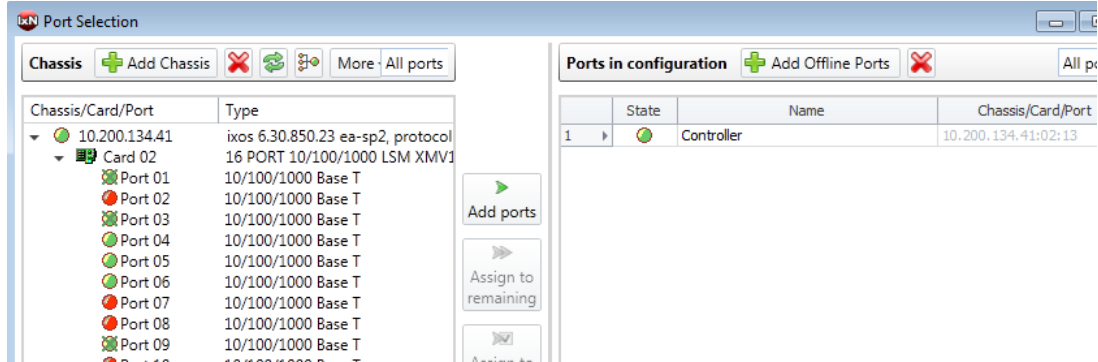 IxN Port Selection
Chassis Add Chassis More All ports
Chassis/Card/Port Type
10.200.134.41 ixos 6.30.850.23 ea-sp2, protocol
Card 02 16 PORT 10/100/1000 LSM XMV1
Port 01 10/100/1000 Base T
Port 02 10/100/1000 Base T
Port 03 10/100/1000 Base T
Port 04 10/100/1000 Base T
Port 05 10/100/1000 Base T
Port 06 10/100/1000 Base T
Port 07 10/100/1000 Base T
Port 08 10/100/1000 Base T
Port 09 10/100/1000 Base T
Add ports
Assign to
remaining
Ports in configuration Add Offline Ports All po
State Name Chassis/Card/Port
1 Controller 10.200.134.41:02:13